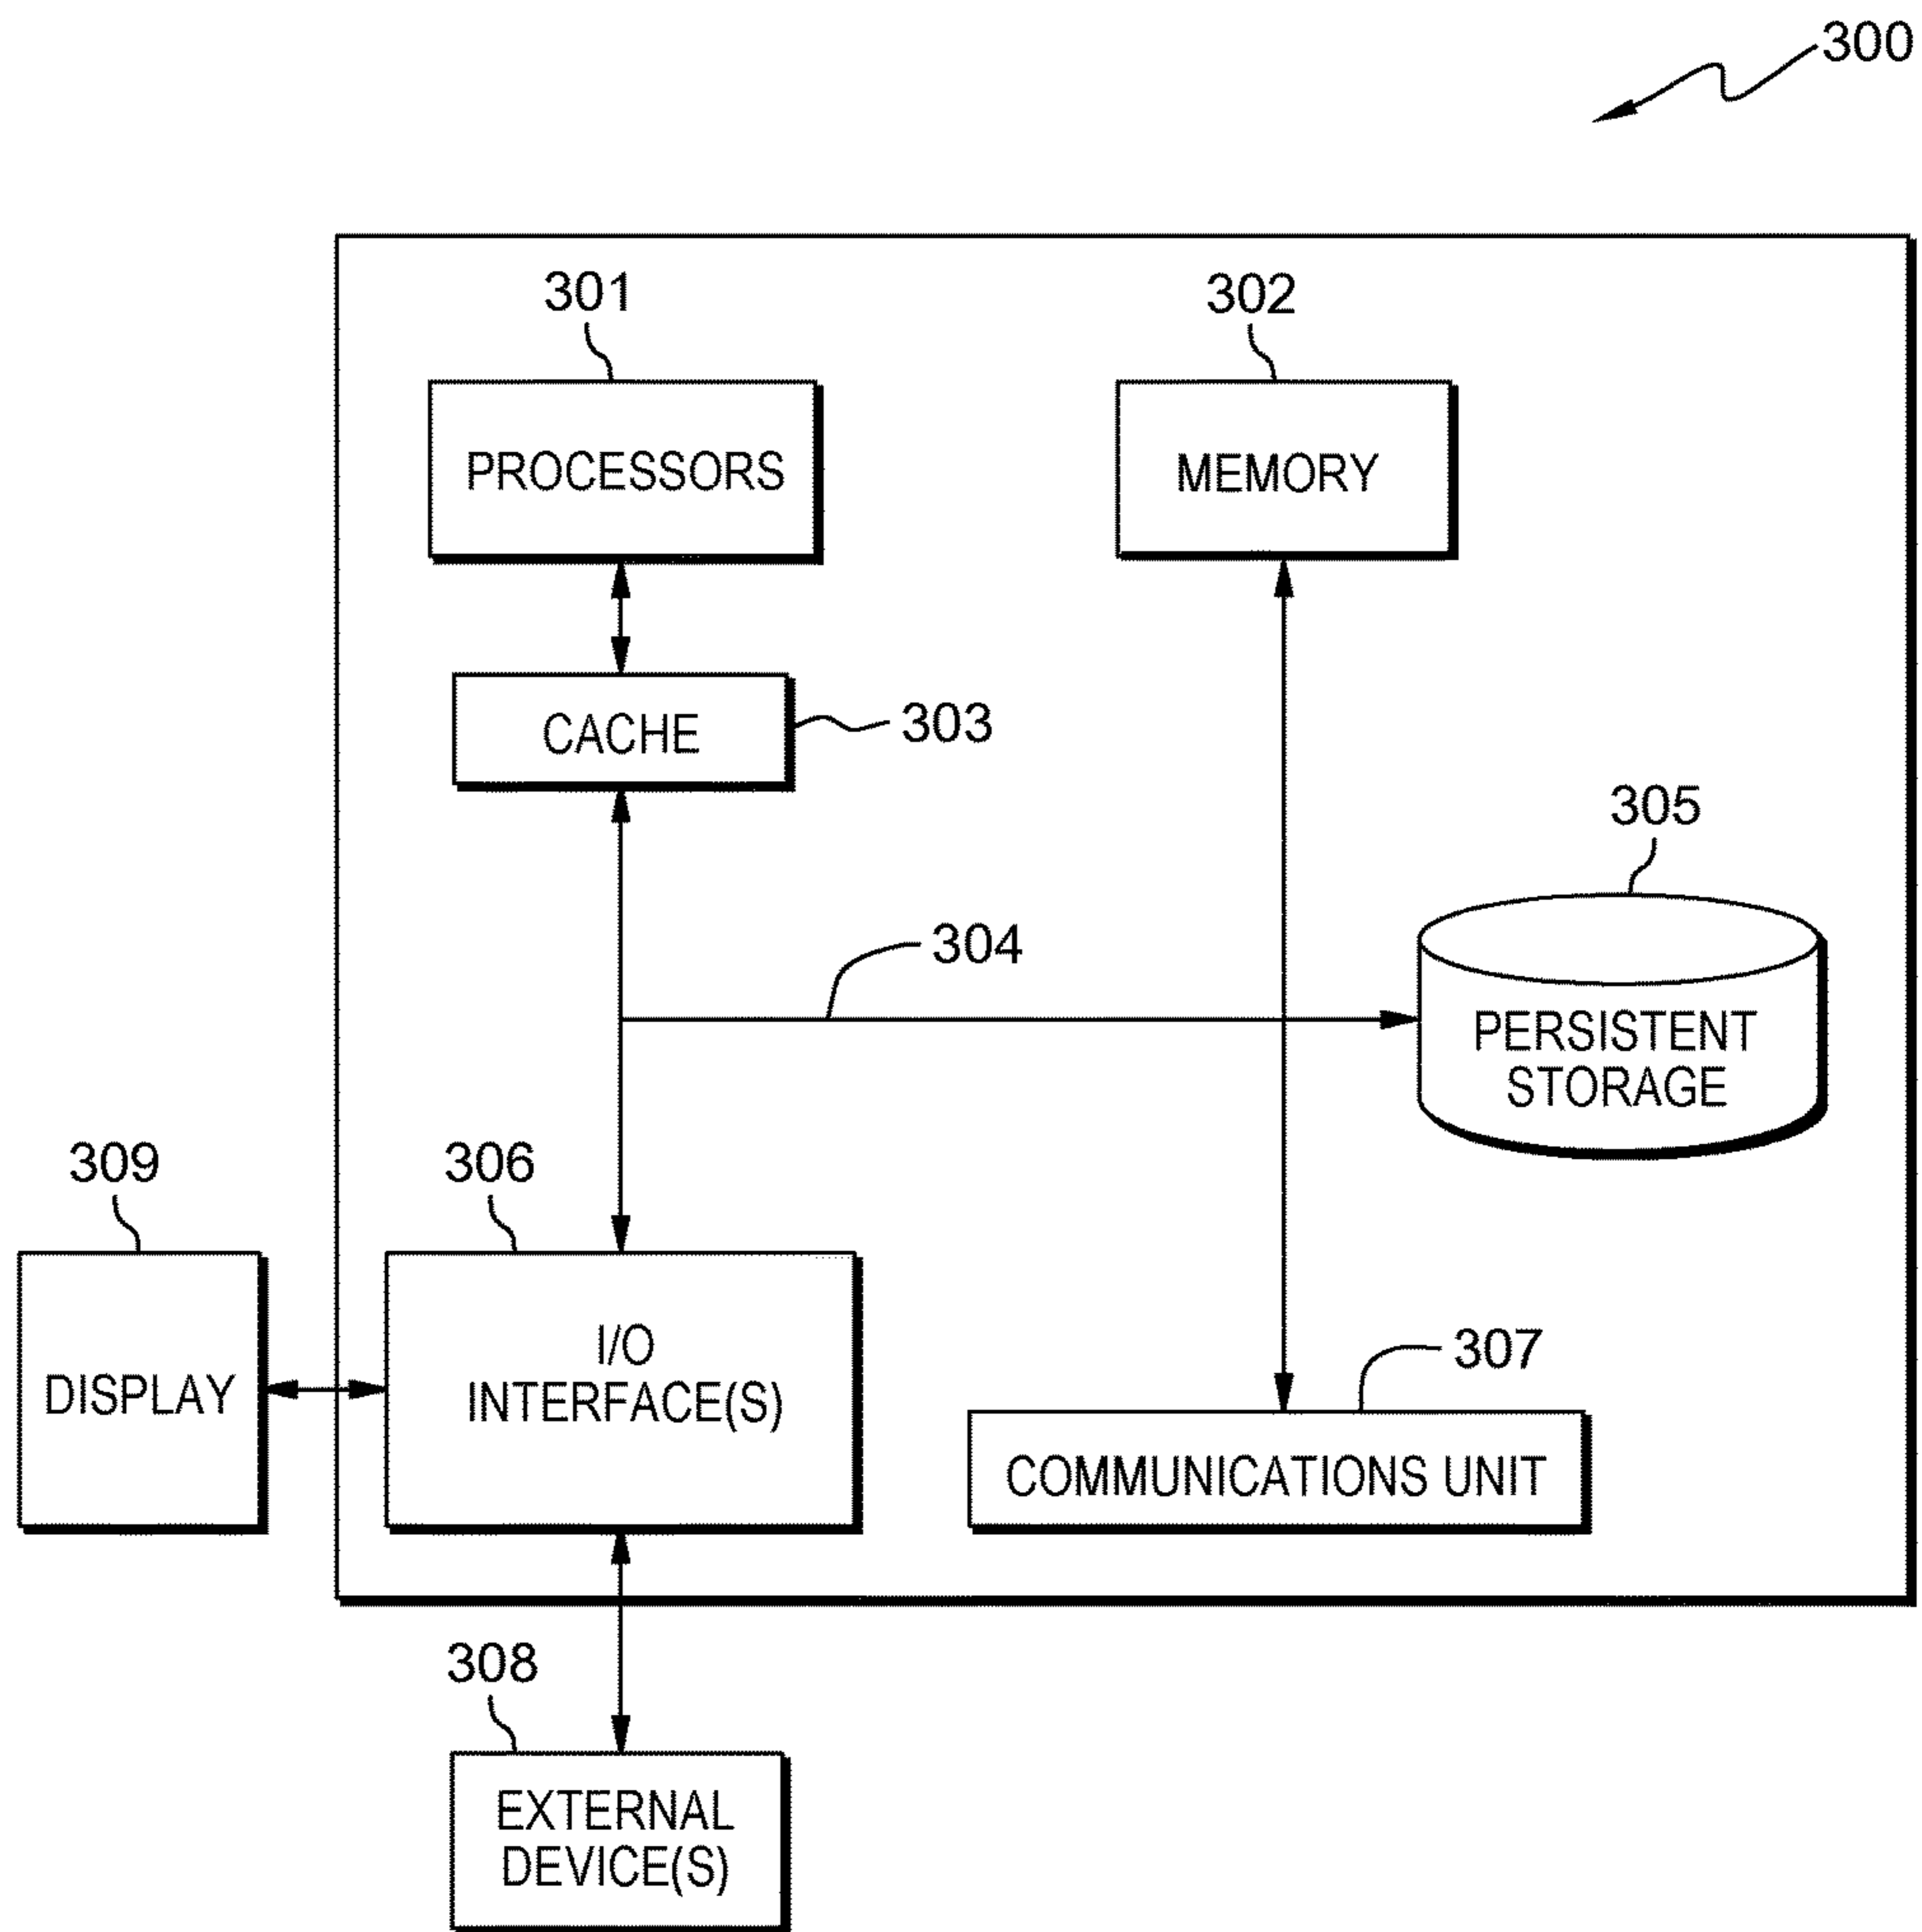 300
301
302
PROCESSORS
MEMORY
CACHE
303
305
304
PERSISTENT
STORAGE
309
306
I/O
INTERFACE(S)
DISPLAY
307
COMMUNICATIONS UNIT
308
EXTERNAL
DEVICE(S)